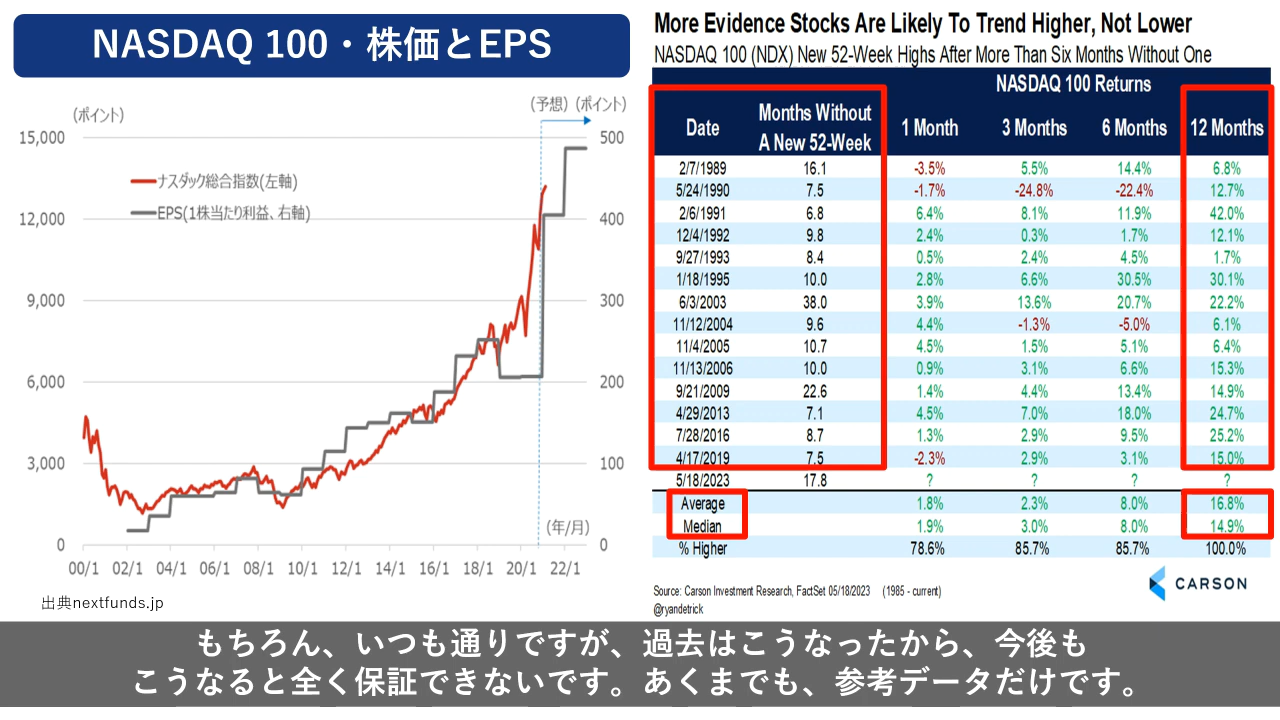 NASDAQ 100・株価とEPS
(ポイント)
(予想)(ポイント)
15,000
500
ナスダック総合指数(左軸)
EPS(1株当たり利益、右軸)
12,000
400
9,000
300
6,000
200
3,000
100
(年/月)
0
0
00/1 02/1 04/1 06/1 08/1 10/1 12/1 14/1 16/1 18/1 20/1 22/1
出典nextfunds.jp
More Evidence Stocks Are Likely To Trend Higher, Not Lower
NASDAQ 100 (NDX) New 52-Week Highs After More Than Six Months Without One
NASDAQ 100 Returns
Date Months Without A New 52-Week 1 Month 3 Months 6 Months 12 Months
2/7/1989 16.1 -3.5% 5.5% 14.4% 6.8%
5/24/1990 7.5 -1.7% -24.8% -22.4% 12.7%
2/6/1991 6.8 6.4% 8.1% 11.9% 42.0%
12/4/1992 9.8 2.4% 0.3% 1.7% 12.1%
9/27/1993 8.4 0.5% 2.4% 4.5% 1.7%
1/18/1995 10.0 2.8% 6.6% 30.5% 30.1%
6/3/2003 38.0 3.9% 13.6% 20.7% 22.2%
11/12/2004 9.6 4.4% -1.3% -5.0% 6.1%
11/4/2005 10.7 4.5% 1.5% 5.1% 6.4%
11/13/2006 10.0 0.9% 3.1% 6.6% 15.3%
9/21/2009 22.6 1.4% 4.4% 13.4% 14.9%
4/29/2013 7.1 4.5% 7.0% 18.0% 24.7%
7/28/2016 8.7 1.3% 2.9% 9.5% 25.2%
4/17/2019 7.5 -2.3% 2.9% 3.1% 15.0%
5/18/2023 17.8 ? ? ? ?
Average 1.8% 2.3% 8.0% 16.8%
Median 1.9% 3.0% 8.0% 14.9%
% Higher 78.6% 85.7% 85.7% 100.0%
Source: Carson Investment Research, FactSet 05/18/2023 (1985 - current)
@ryandetrick
CARSON
もちろん、いつも通りですが、過去はこうなったから、今後も
こうなると全く保証できないです。あくまでも、参考データだけです。